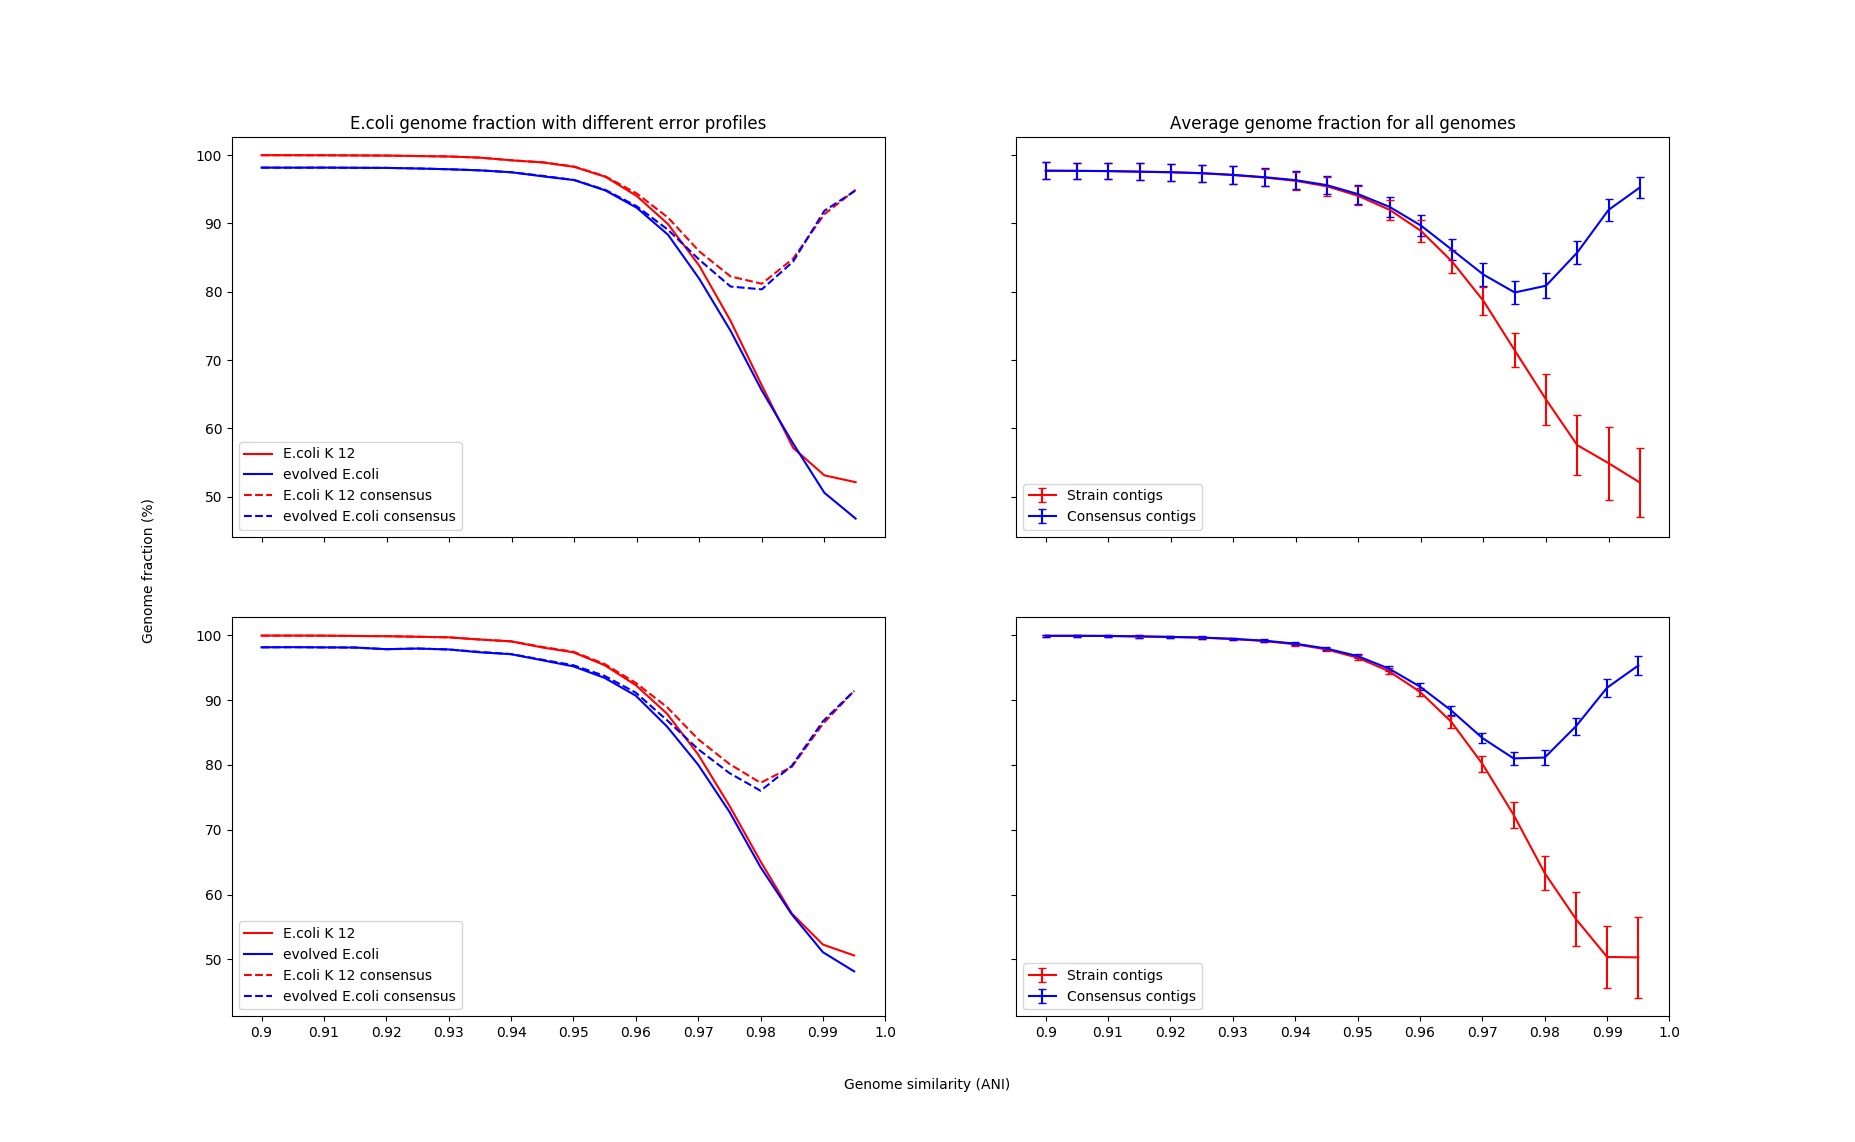 E.coli genome fraction with different error profiles
100
90
80
70
60
50
E.coli K 12
evolved E.coli
E.coli K 12 consensus
evolved E.coli consensus
Average genome fraction for all genomes
Strain contigs
Consensus contigs
Genome fraction (%)
100
90
80
70
60
50
E.coli K 12
evolved E.coli
E.coli K 12 consensus
evolved E.coli consensus
0.9 0.91 0.92 0.93 0.94 0.95 0.96 0.97 0.98 0.99 1.0
Strain contigs
Consensus contigs
0.9 0.91 0.92 0.93 0.94 0.95 0.96 0.97 0.98 0.99 1.0
Genome similarity (ANI)